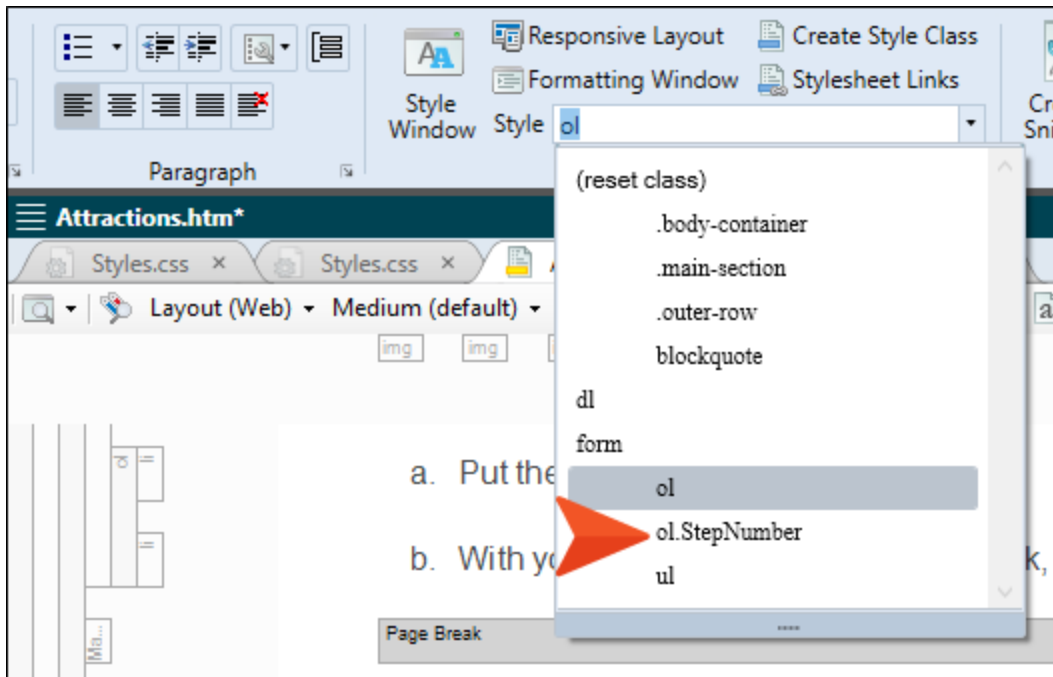 Responsive Layout
Create Style Class
Formatting Window
Stylesheet Links
Style
Window
Style ol
Paragraph
Attractions.htm*
Styles.css ×
Styles.css ×
Layout (Web)
Medium (default)
img
img
(reset class)
.body-container
.main-section
.outer-row
blockquote
dl
form
ol
ol.StepNumber
ul
ol
a. Put the
b. With
Page Break
Ma...